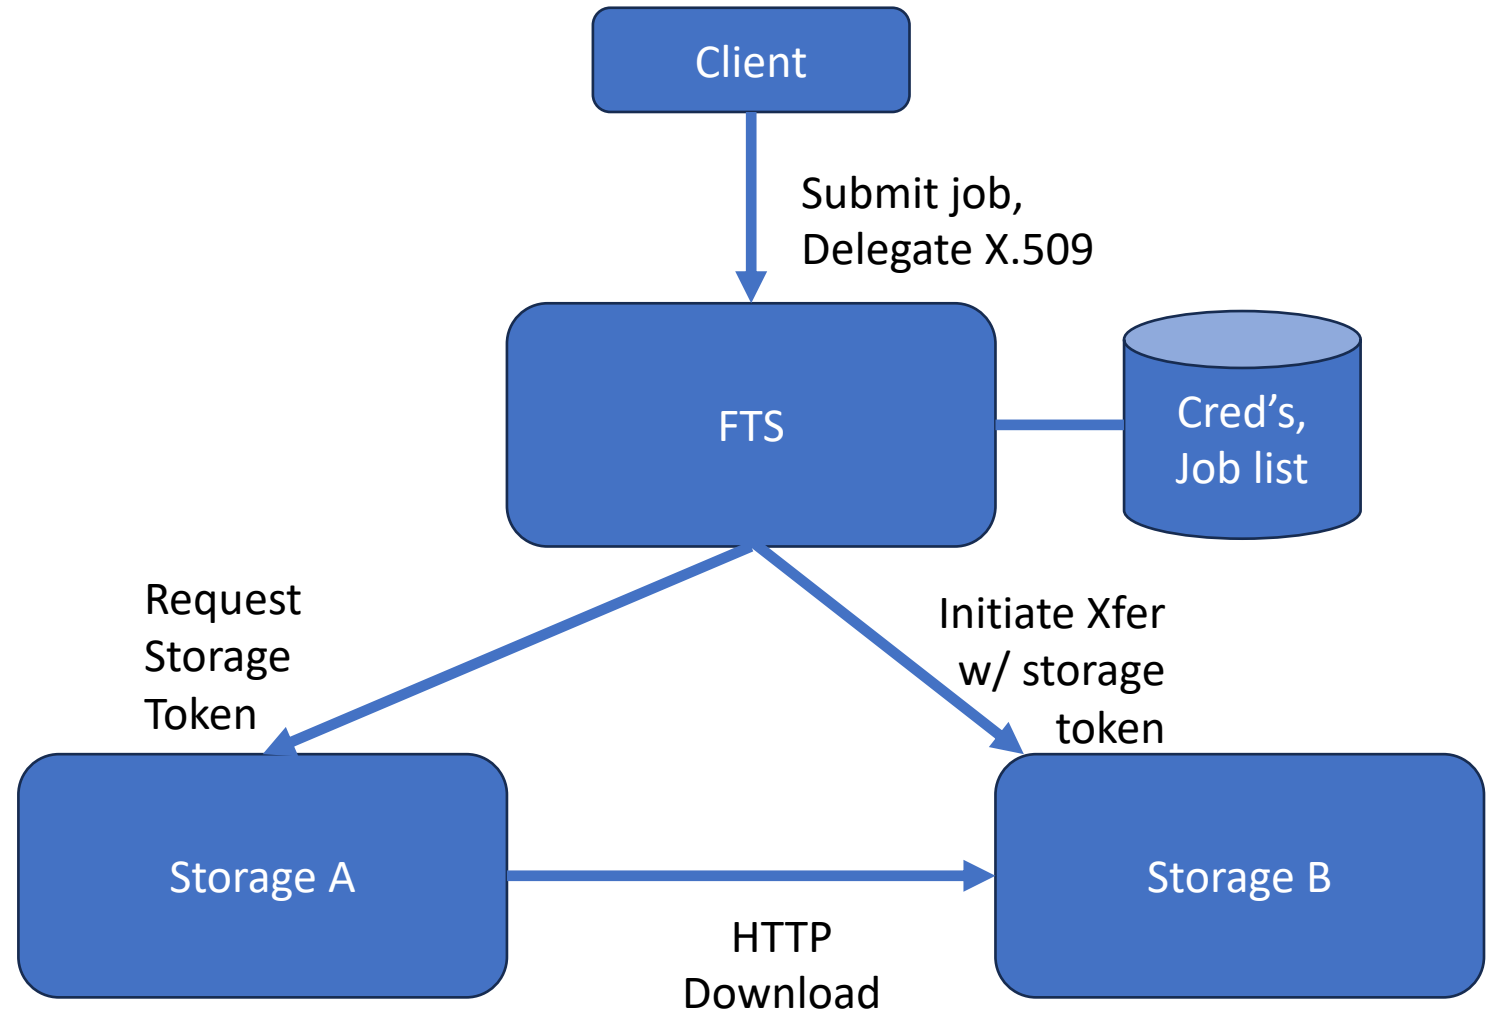 Client
Submit job,
Delegate X.509
FTS
Cred’s,
Job list
Request
Storage
Token
Initiate Xfer
w/ storage
token
Storage A
Storage B
HTTP
Download